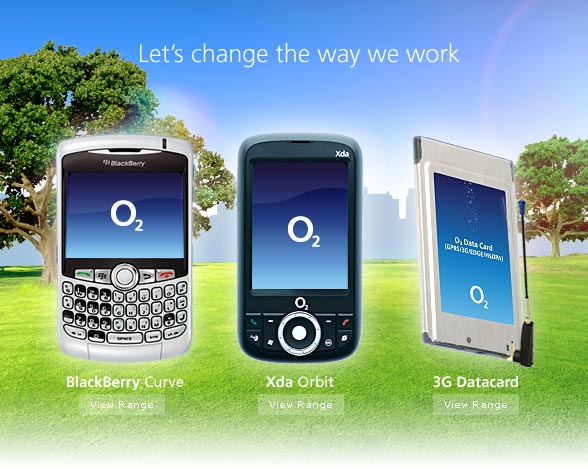 Let's change the way we work
BlackBerry
O2
Xda
O2
O2
O2 Data Card
(GPRS/3G/EDGE/HSDPA)
O2
SPACE
BlackBerry Curve
Xda Orbit
3G Datacard
View Range
View Range
View Range